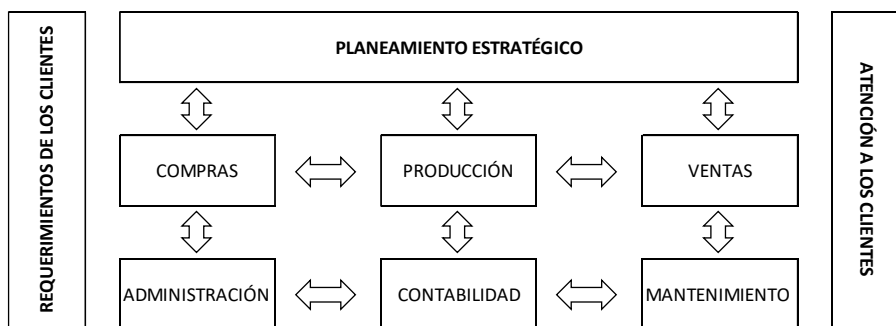 REQUERIMIENTOS DE LOS CLIENTES
PLANEAMIENTO ESTRATÉGICO
COMPRAS
PRODUCCIÓN
VENTAS
ADMINISTRACIÓN
CONTABILIDAD
MANTENIMIENTO
ATENCIÓN A LOS CLIENTES